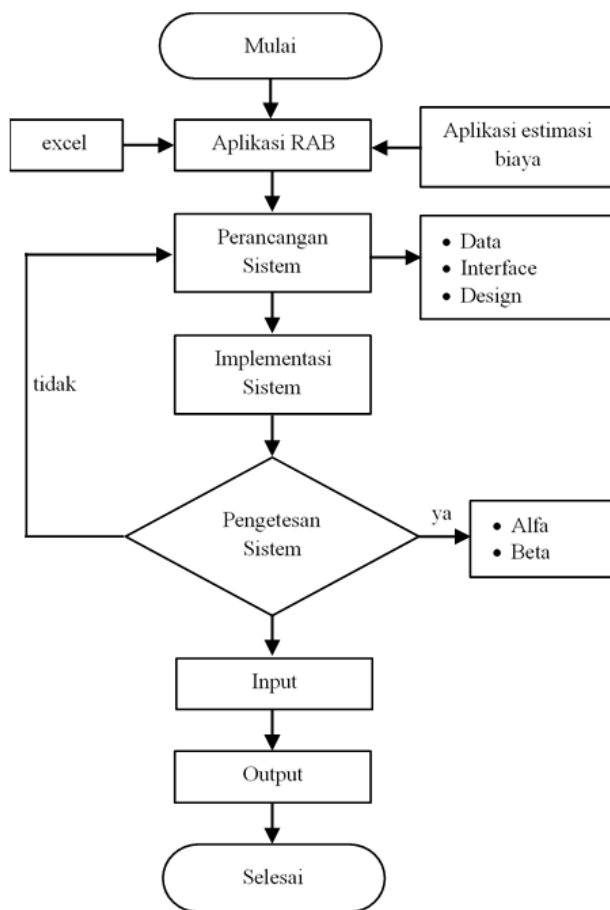 Mulai
excel
Aplikasi RAB
Aplikasi estimasi
biaya
Perancangan
Sistem
• Data
• Interface
• Design
Implementasi
Sistem
tidak
Pengetesan
Sistem
ya
• Alfa
• Beta
Input
Output
Selesai